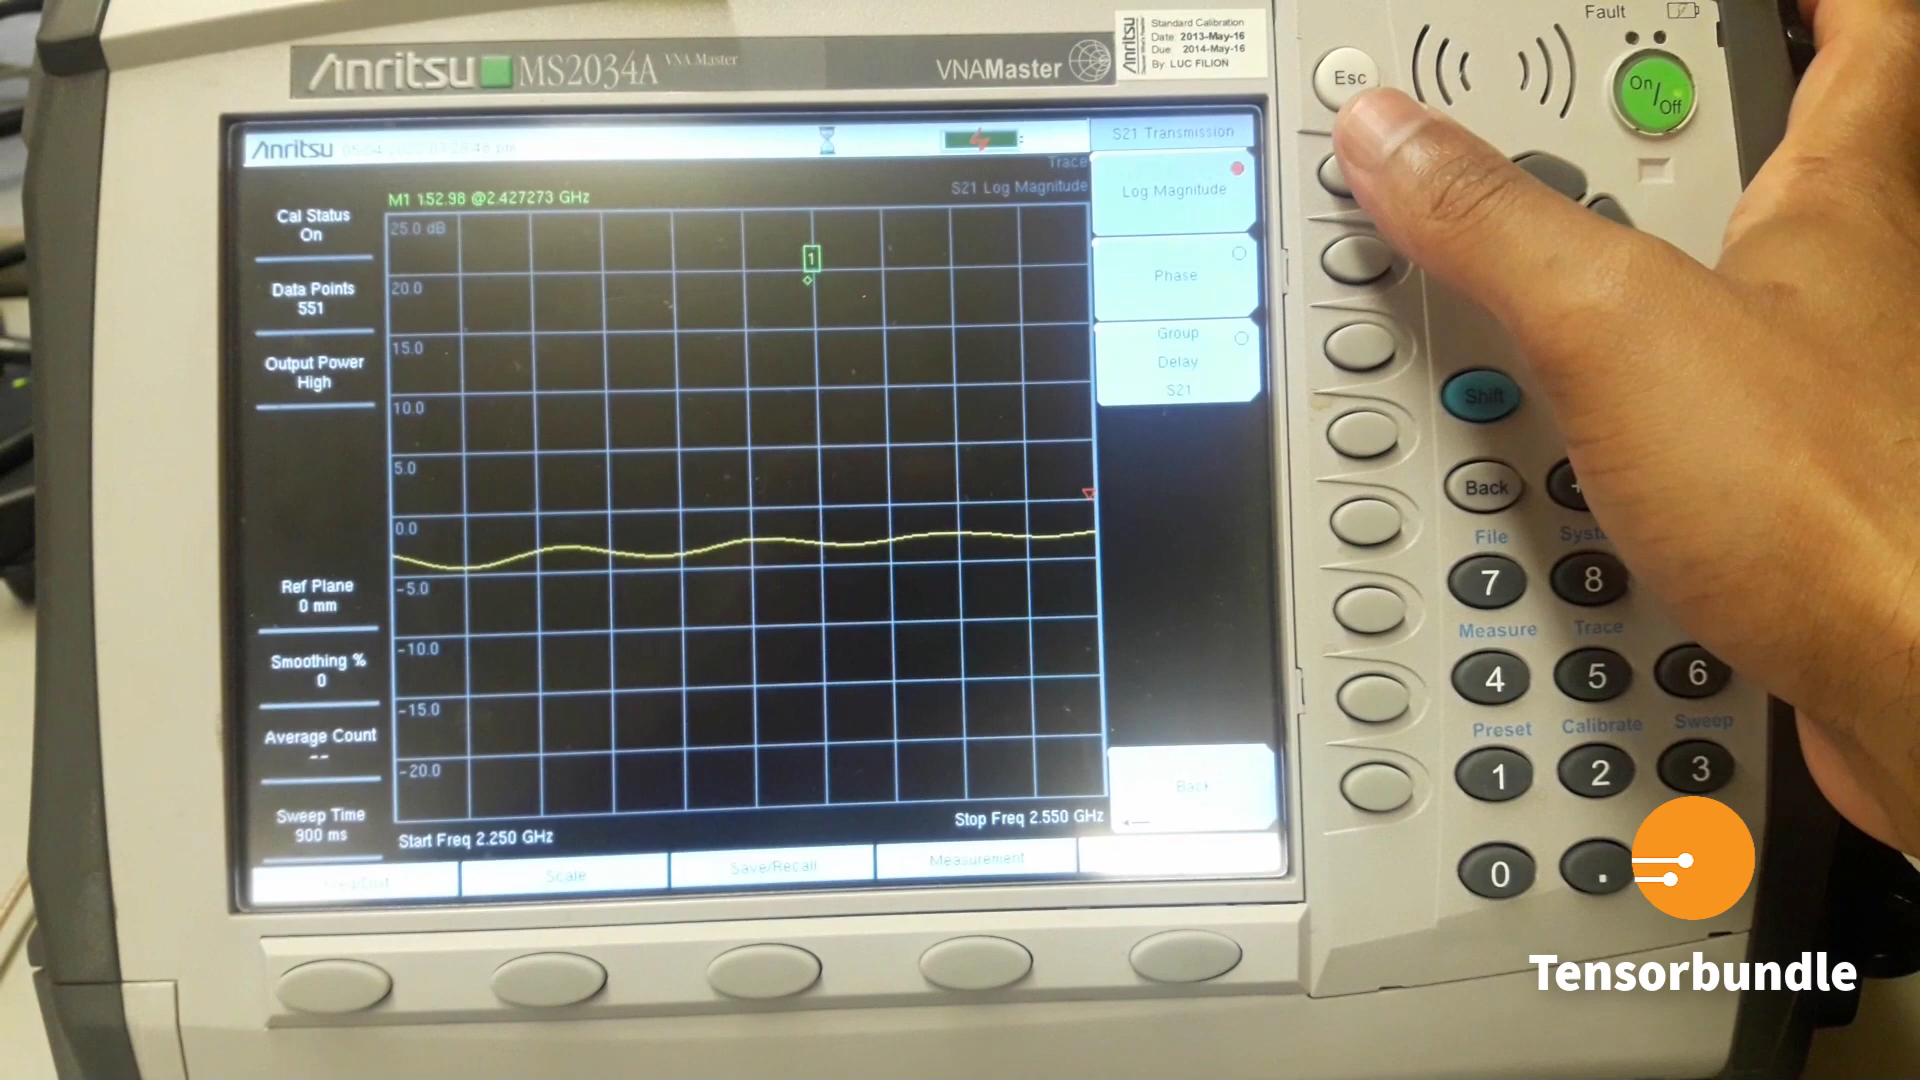 Anritsu MS2034A VNA Master
VNAMaster
Anritsu
Standard Calibration
Date: 2013-May-16
Due: 2014-May-16
By: LUC FILION
Fault
Esc
On/Off
Anritsu
S21 Transmission
Trace
S21 Log Magnitude
M1 152.98 @2.427273 GHz
Cal Status
On
Data Points
551
Output Power
High
Ref Plane
0 mm
Smoothing %
0
Average Count
--
Sweep Time
900 ms
25.0 dB
1
20.0
15.0
10.0
5.0
0.0
-5.0
-10.0
-15.0
-20.0
Start Freq 2.250 GHz
Stop Freq 2.550 GHz
Log Magnitude
Phase
Group
Delay
S21
Back
Scale
Save/Recall
Measurement
Shift
Back
File
7
8
Measure
Trace
4
5
6
Preset
Calibrate
Sweep
1
2
3
0
.
Tensorbundle